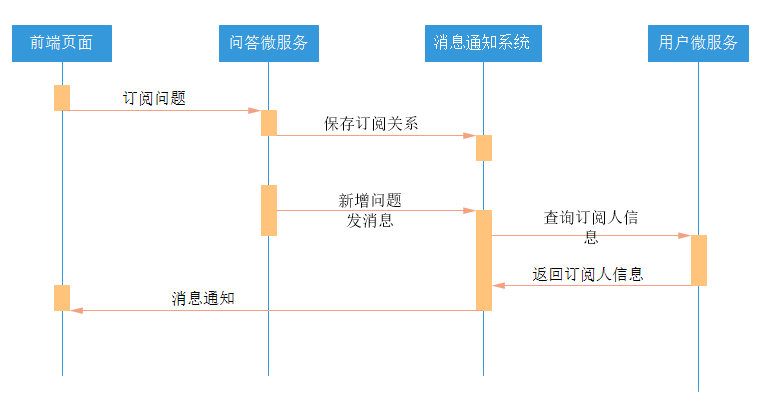 前端页面
问答微服务
消息通知系统
用户微服务
订阅问题
保存订阅关系
新增问题
发消息
查询订阅人信
息
返回订阅人信息
消息通知